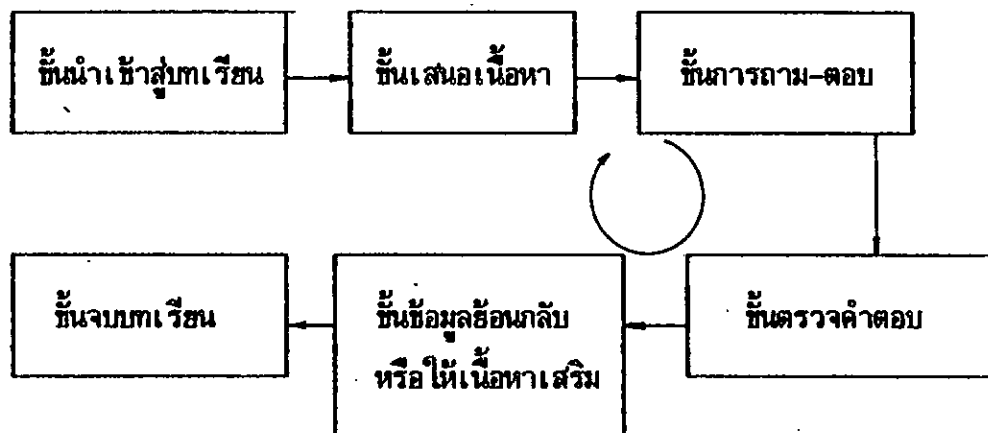 ขั้นนำเข้าสู่บทเรียน
ขั้นเสนอเนื้อหา
ขั้นการถาม-ตอบ
ขั้นตรวจคำตอบ
ขั้นข้อมูลย้อนกลับ
หรือให้เนื้อหาเสริม
ขั้นจบบทเรียน